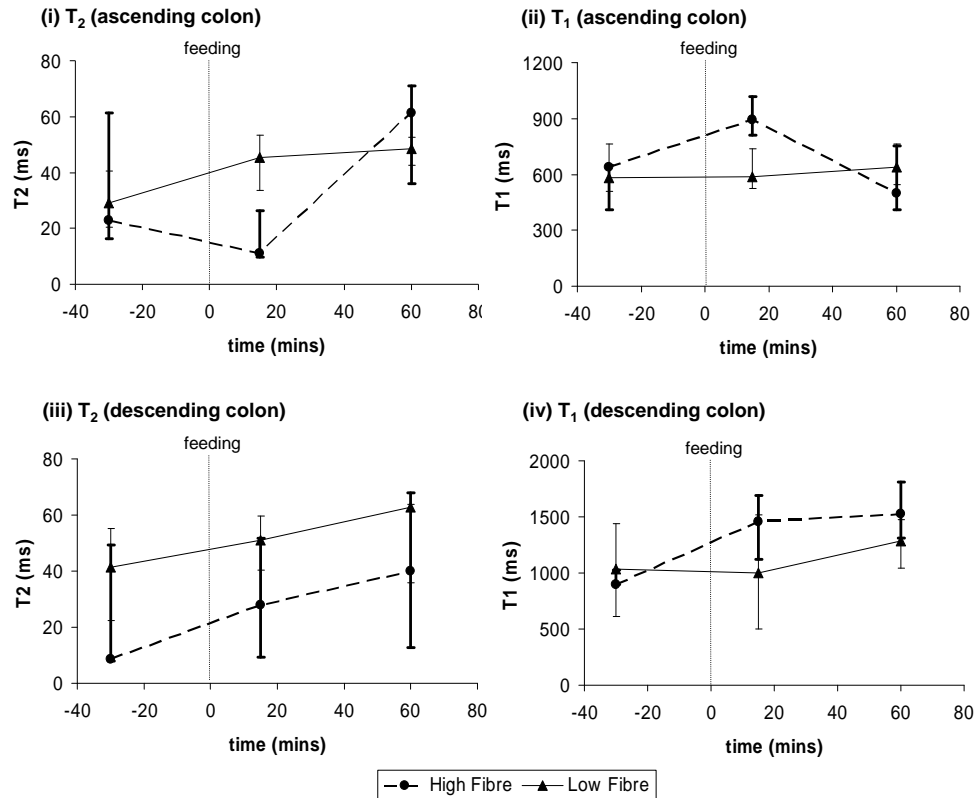 (i) T₂ (ascending colon)
feeding
80
60
40
20
0
T2 (ms)
-40 -20 0 20 40 60 80
time (mins)
(ii) T₁ (ascending colon)
feeding
1200
900
600
300
0
T1 (ms)
-40 -20 0 20 40 60 80
time (mins)
(iii) T₂ (descending colon)
feeding
80
60
40
20
0
T2 (ms)
-40 -20 0 20 40 60 80
time (mins)
(iv) T₁ (descending colon)
feeding
2000
1500
1000
500
0
T1 (ms)
-40 -20 0 20 40 60 80
time (mins)
High Fibre Low Fibre